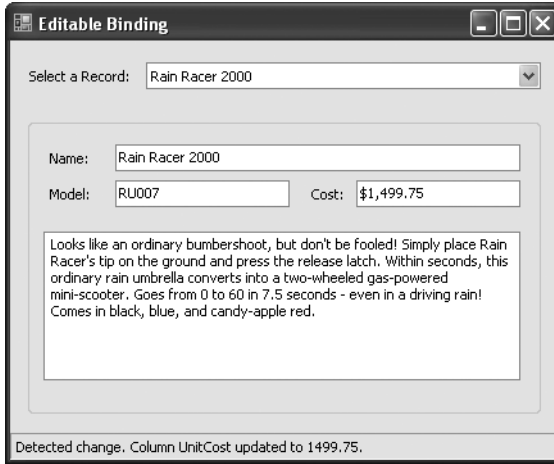 Editable Binding
Select a Record: Rain Racer 2000
Name: Rain Racer 2000
Model: RU007 Cost: $1,499.75
Looks like an ordinary bumbershoot, but don't be fooled! Simply place Rain
Racer's tip on the ground and press the release latch. Within seconds, this
ordinary rain umbrella converts into a two-wheeled gas-powered
mini-scooter. Goes from 0 to 60 in 7.5 seconds - even in a driving rain!
Comes in black, blue, and candy-apple red.
Detected change. Column UnitCost updated to 1499.75.